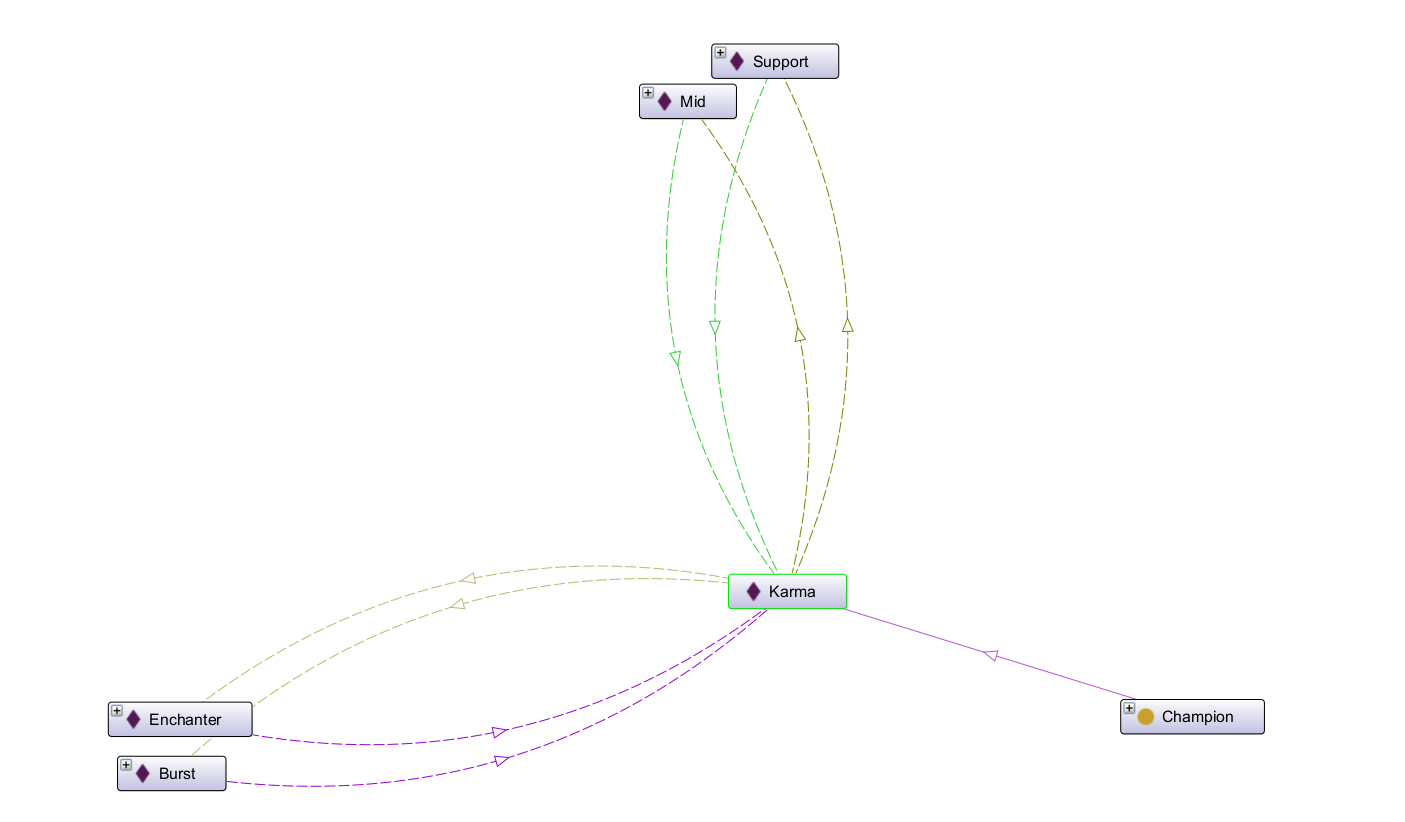 Support
Mid
Karma
Enchanter
Champion
Burst